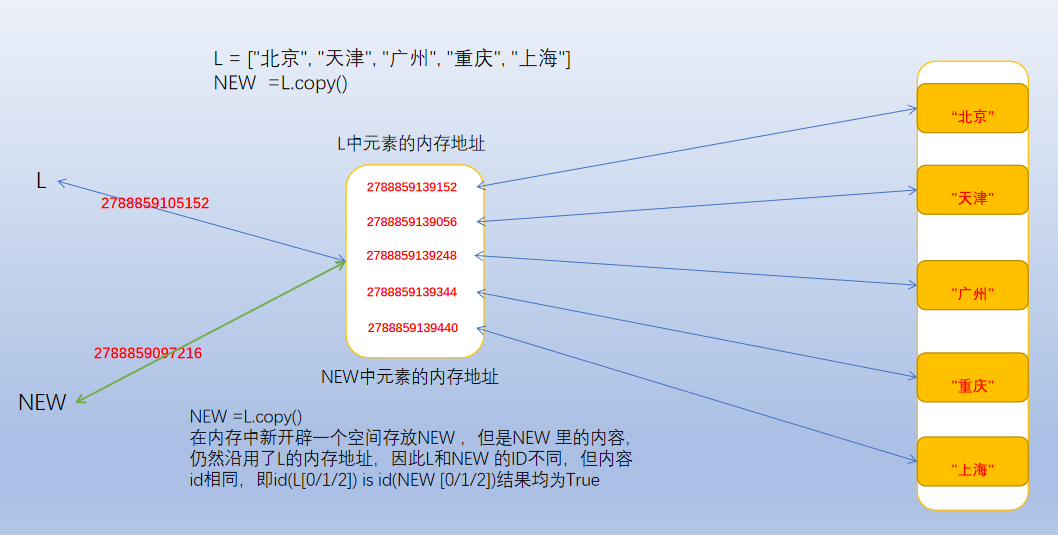 L = ["北京", "天津", "广州", "重庆", "上海"]
NEW =L.copy()
L中元素的内存地址
L
2788859105152
2788859139152
2788859139056
2788859139248
2788859139344
2788859139440
"北京"
"天津"
"广州"
"重庆"
"上海"
2788859097216
NEW
NEW中元素的内存地址
NEW =L.copy()
在内存中新开辟一个空间存放NEW ，但是NEW 里的内容,
仍然沿用了L的内存地址，因此L和NEW 的ID不同，但内容
id相同，即id(L[0/1/2]) is id(NEW [0/1/2])结果均为True